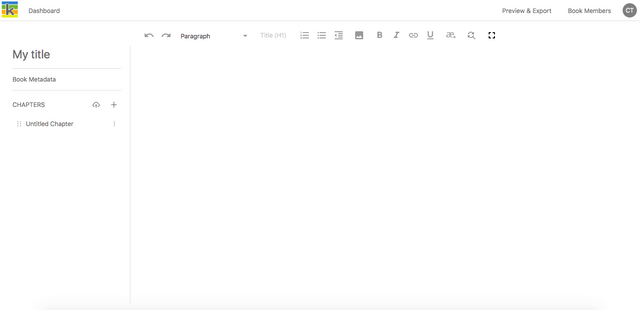 k Dashboard Preview & Export Book Members CT
Paragraph Title (H1) B I U æ
My title
Book Metadata
CHAPTERS
Untitled Chapter